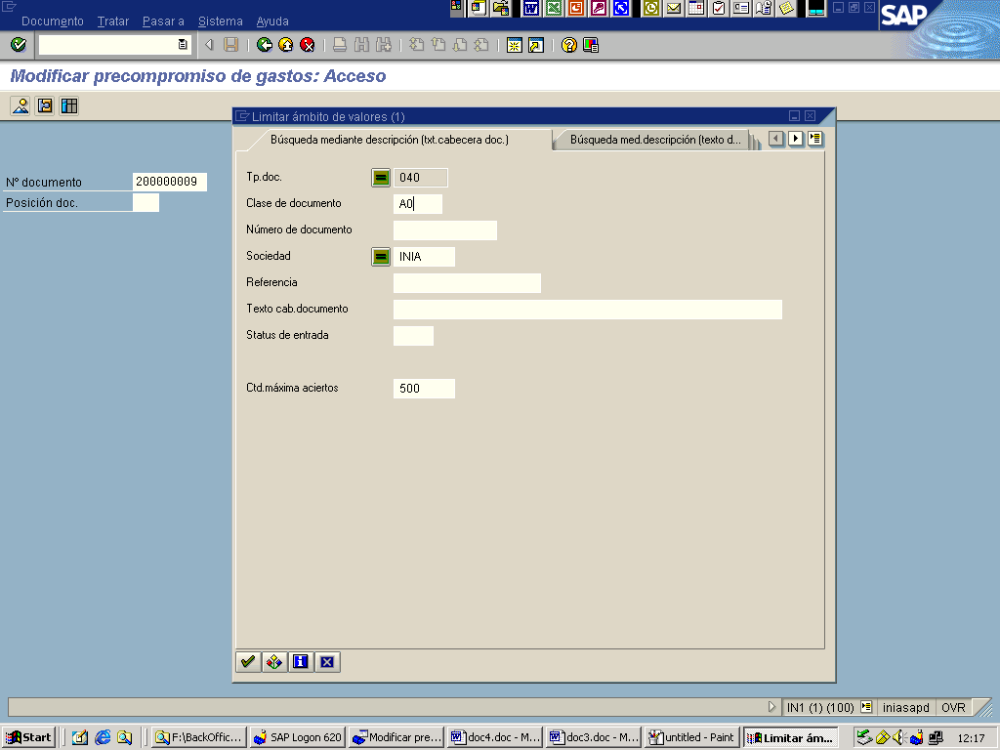 Documento Tratar Pasar a Sistema Ayuda
SAP
Modificar precompromiso de gastos: Acceso
Limitar ámbito de valores (1)
Búsqueda mediante descripción (txt.cabecera doc.) Búsqueda med.descripción (texto d...
Nº documento 200000009
Posición doc.
Tp.doc. 040
Clase de documento A0
Número de documento
Sociedad INIA
Referencia
Texto cab.documento
Status de entrada
Ctd.máxima aciertos 500
IN1 (1) (100) iniasapd OVR
Start F:\BackOffic... SAP Logon 620 Modificar pre... doc4.doc - M... doc3.doc - M... untitled - Paint Limitar ám... 12:17